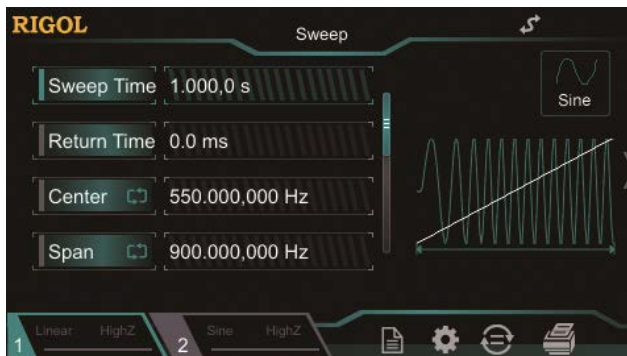 RIGOL
Sweep
Sine
Sweep Time 1.000,0 s
Return Time 0.0 ms
Center 550.000,000 Hz
Span 900.000,000 Hz
1 Linear HighZ
2 Sine HighZ